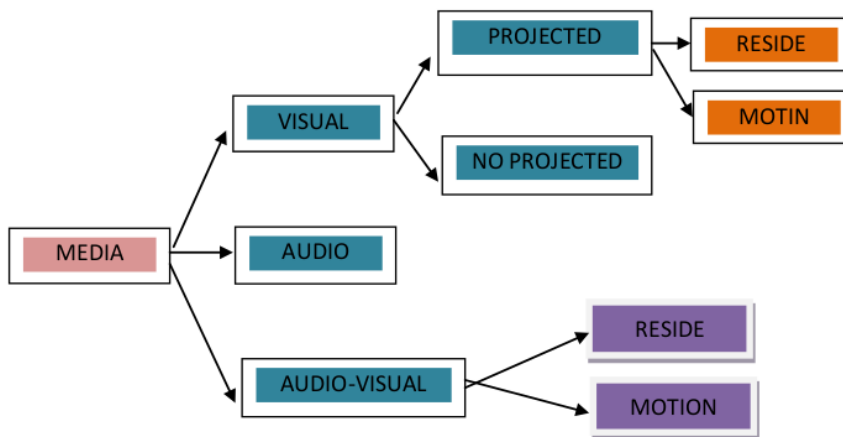 PROJECTED
RESIDE
MOTIN
VISUAL
NO PROJECTED
MEDIA
AUDIO
RESIDE
AUDIO-VISUAL
MOTION